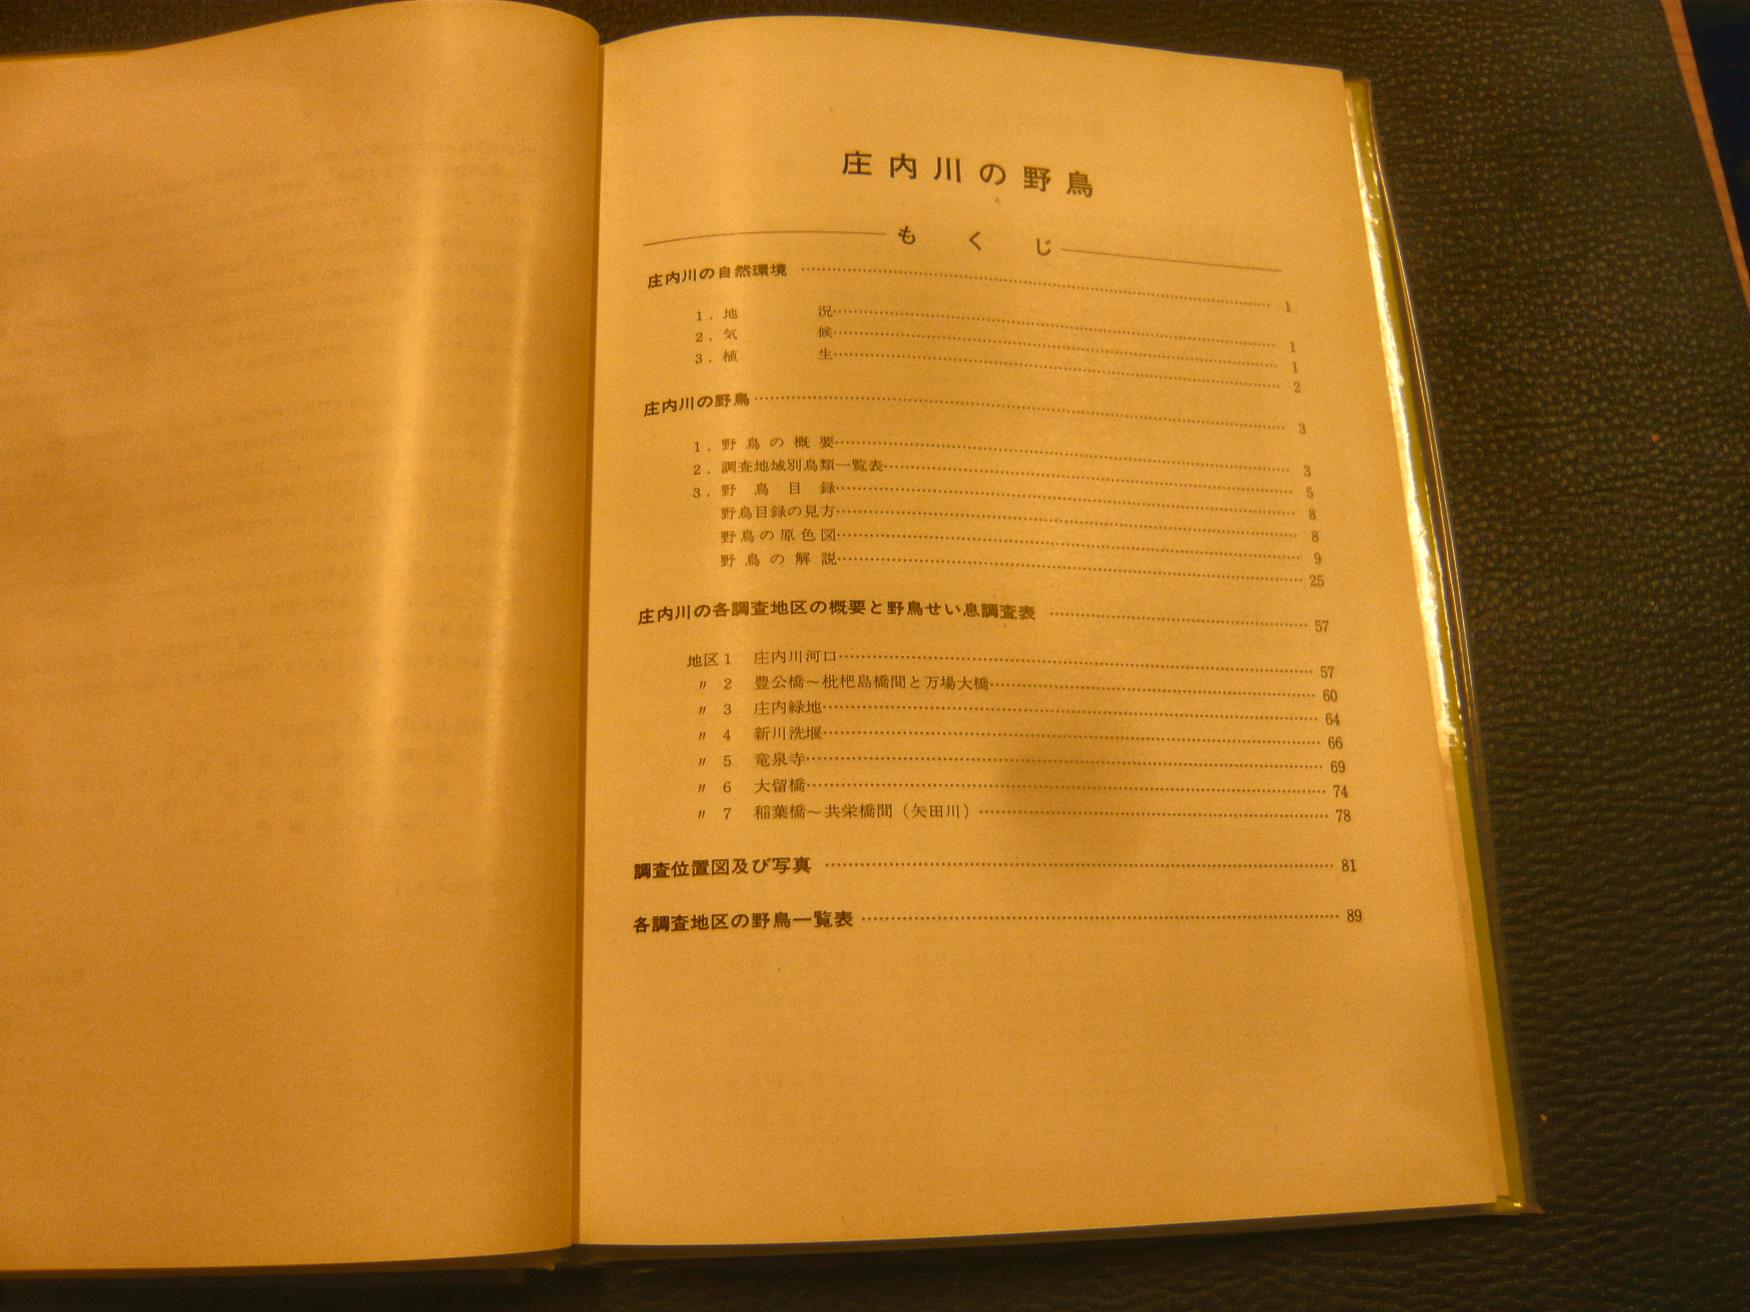 庄内川の野鳥
もくじ
庄内川の自然環境 1
1. 地況 1
2. 気候 1
3. 植生 2
庄内川の野鳥 3
1. 野鳥の概要 3
2. 調査地域別鳥類一覧表 5
3. 野鳥目録 8
野鳥目録の見方 8
野鳥の原色図 9
野鳥の解説 25
庄内川の各調査地区の概要と野鳥せい息調査表 57
地区1 庄内川河口 57
〃 2 豊公橋~枇杷島橋間と万場大橋 60
〃 3 庄内緑地 64
〃 4 新川洗堰 66
〃 5 竜泉寺 69
〃 6 大留橋 74
〃 7 稲葉橋~共栄橋間(矢田川) 78
調査位置図及び写真 81
各調査地区の野鳥一覧表 89